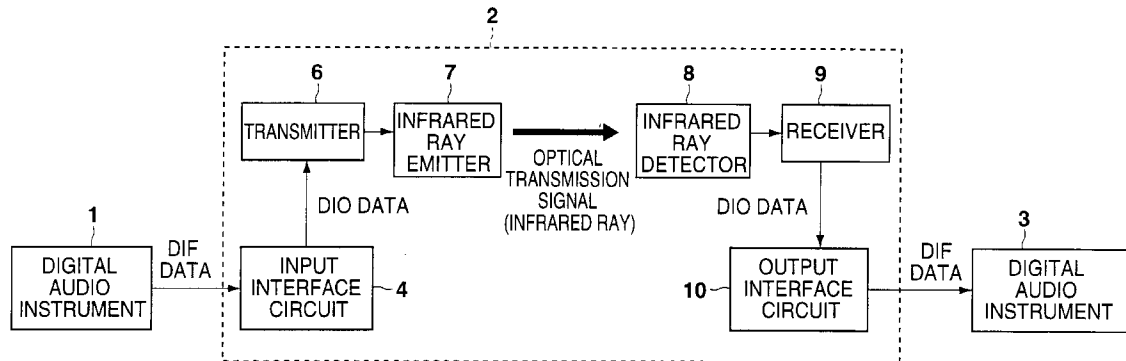 2
6
7
8
9
TRANSMITTER
INFRARED
RAY
EMITTER
INFRARED
RAY
DETECTOR
RECEIVER
OPTICAL
TRANSMISSION
SIGNAL
(INFRARED RAY)
DIO DATA
DIO DATA
1
DIGITAL
AUDIO
INSTRUMENT
DIF
DATA
INPUT
INTERFACE
CIRCUIT
4
10
OUTPUT
INTERFACE
CIRCUIT
DIF
DATA
3
DIGITAL
AUDIO
INSTRUMENT